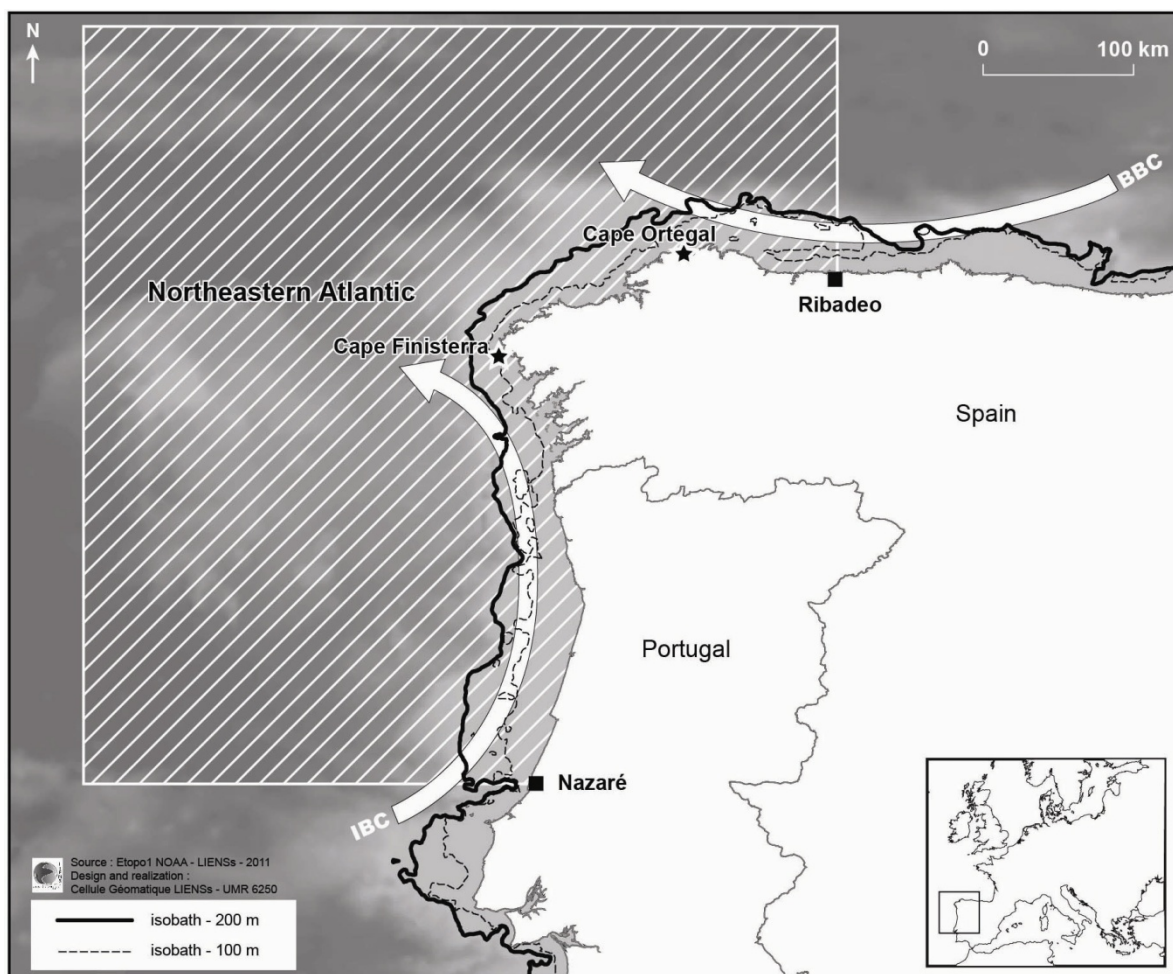 N
0 100 km
BBC
Cape Ortegal
Northeastern Atlantic
Ribadeo
Cape Finisterra
Spain
Portugal
Nazaré
IBC
Source : Etopo1 NOAA - LIENSs - 2011
Design and realization :
Cellule Géomatique LIENSs - UMR 6250
isobath - 200 m
isobath - 100 m